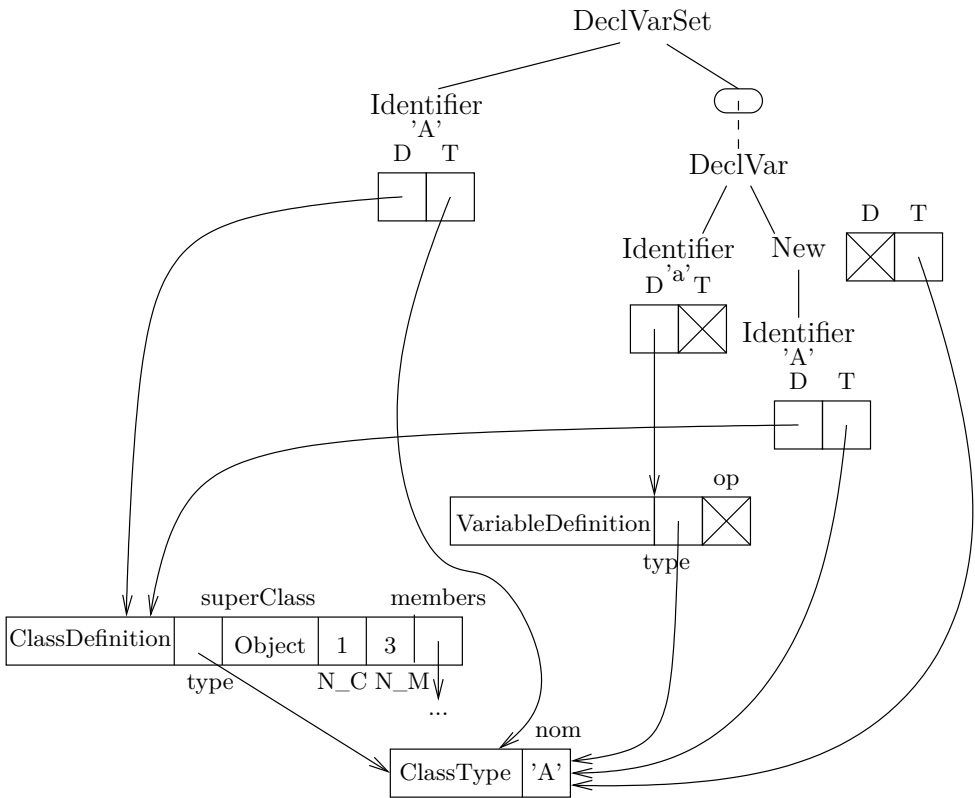 DeclVarSet
Identifier
'A'
D T
DeclVar
D T
Identifier
'a'
D T
New
Identifier
'A'
D T
op
VariableDefinition
type
superClass members
ClassDefinition Object 1 3
type N_C N_M
...
nom
ClassType 'A'